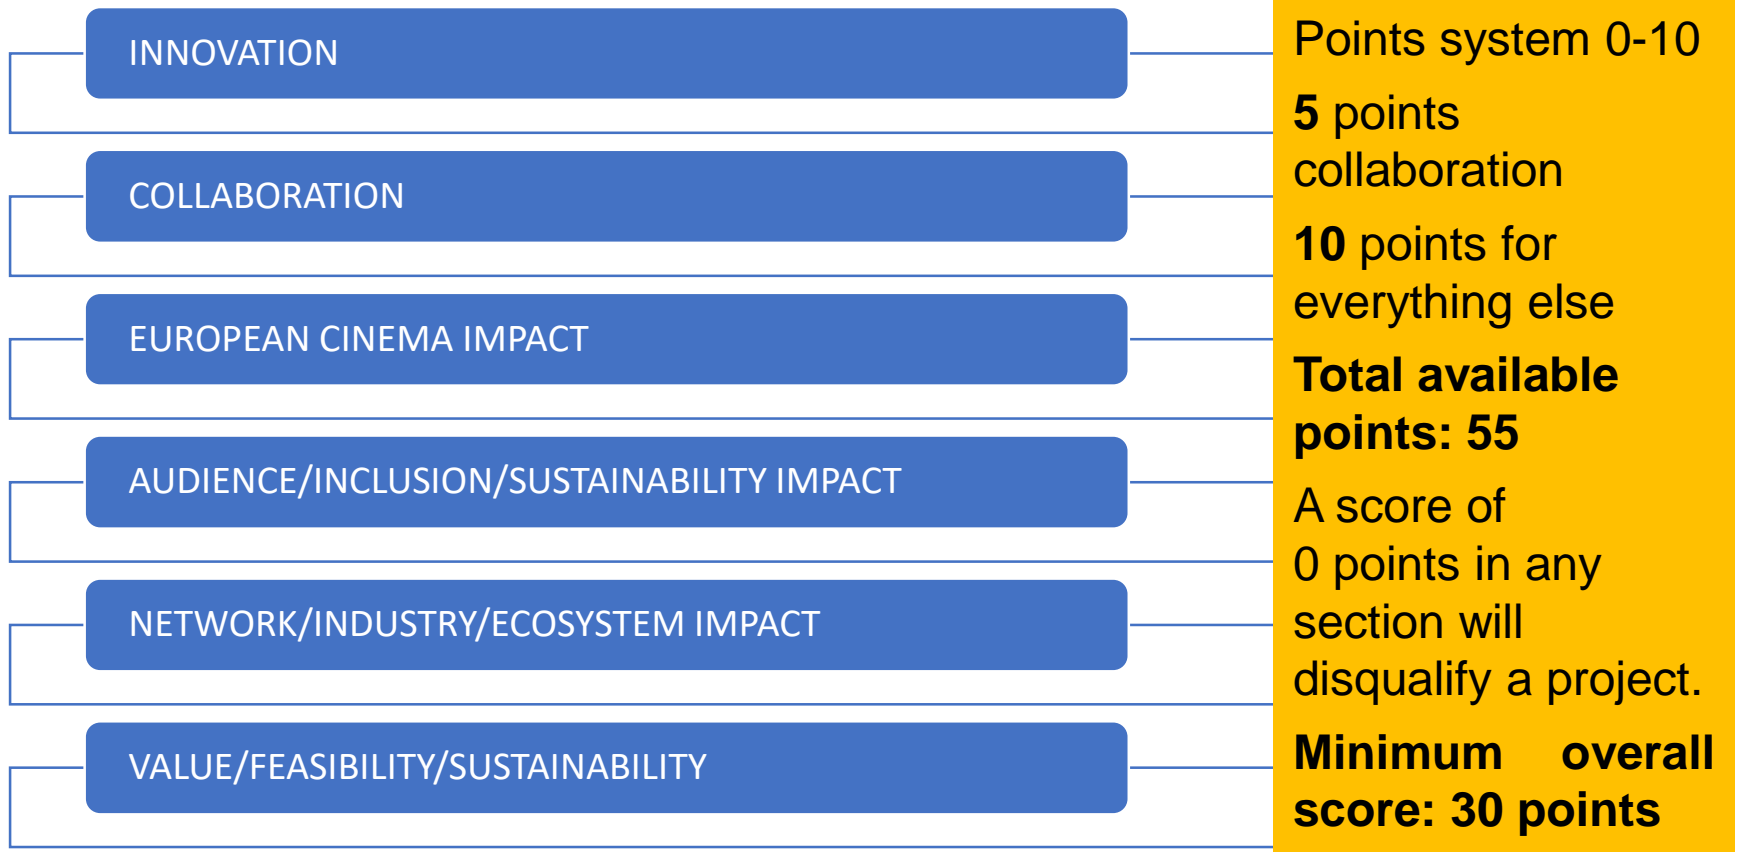 INNOVATION
COLLABORATION
EUROPEAN CINEMA IMPACT
AUDIENCE/INCLUSION/SUSTAINABILITY IMPACT
NETWORK/INDUSTRY/ECOSYSTEM IMPACT
VALUE/FEASIBILITY/SUSTAINABILITY
Points system 0-10
5 points
collaboration
10 points for
everything else
Total available
points: 55
A score of
0 points in any
section will
disqualify a project.
Minimum overall
score: 30 points